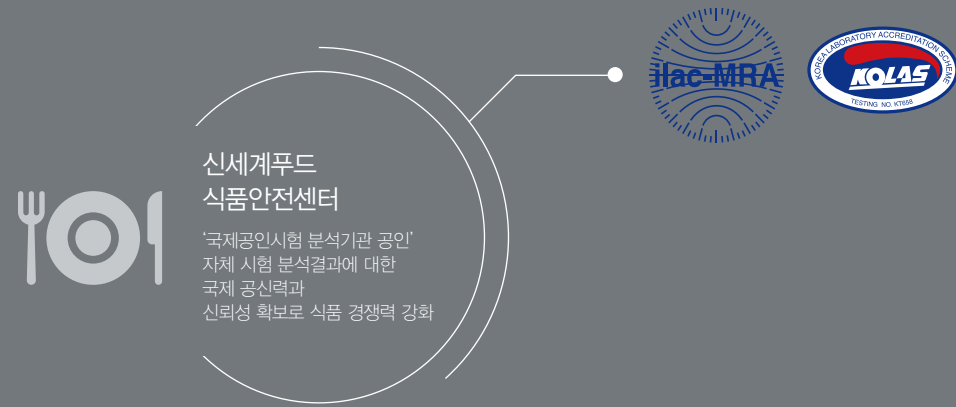 신세계푸드
식품안전센터
‘국제공인시험 분석기관 공인’
자체 시험 분석결과에 대한
국제 공신력과
신뢰성 확보로 식품 경쟁력 강화
ilac-MRA
KOREA LABORATORY ACCREDITATION SCHEME
KOLAS
TESTING NO. KT658